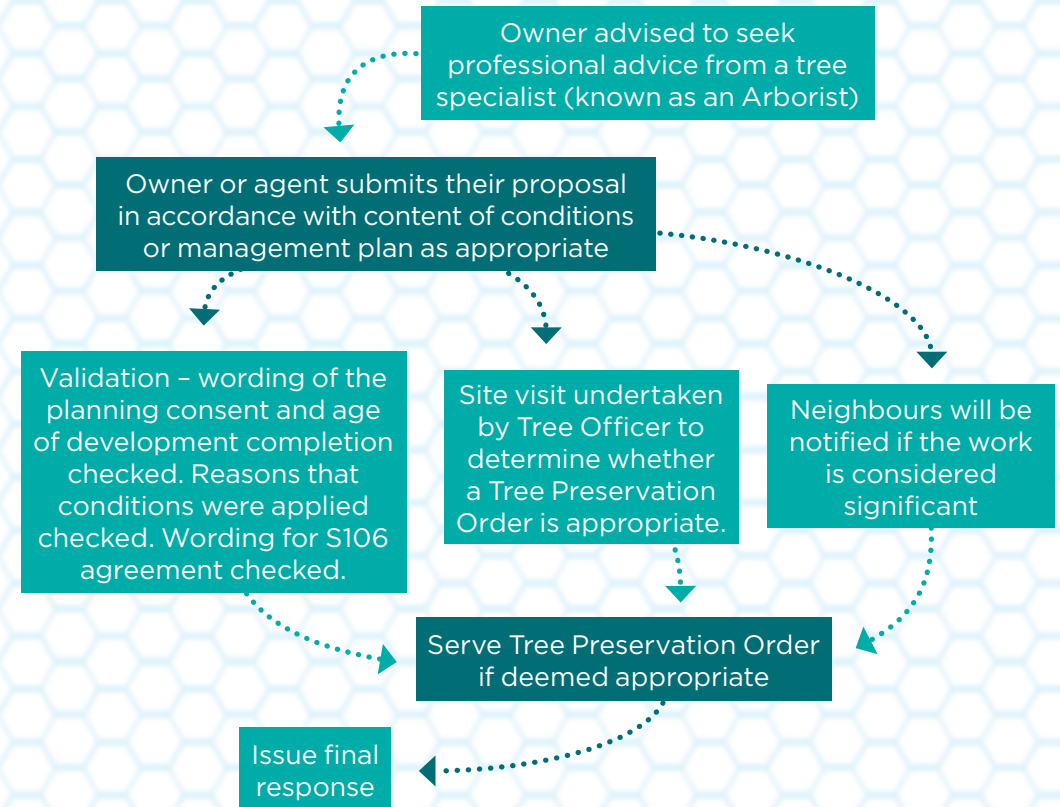 Owner advised to seek
professional advice from a tree
specialist (known as an Arborist)
Owner or agent submits their proposal
in accordance with content of conditions
or management plan as appropriate
Validation – wording of the
planning consent and age
of development completion
checked. Reasons that
conditions were applied
checked. Wording for S106
agreement checked.
Site visit undertaken
by Tree Officer to
determine whether
a Tree Preservation
Order is appropriate.
Neighbours will be
notified if the work
is considered
significant
Serve Tree Preservation Order
if deemed appropriate
Issue final
response